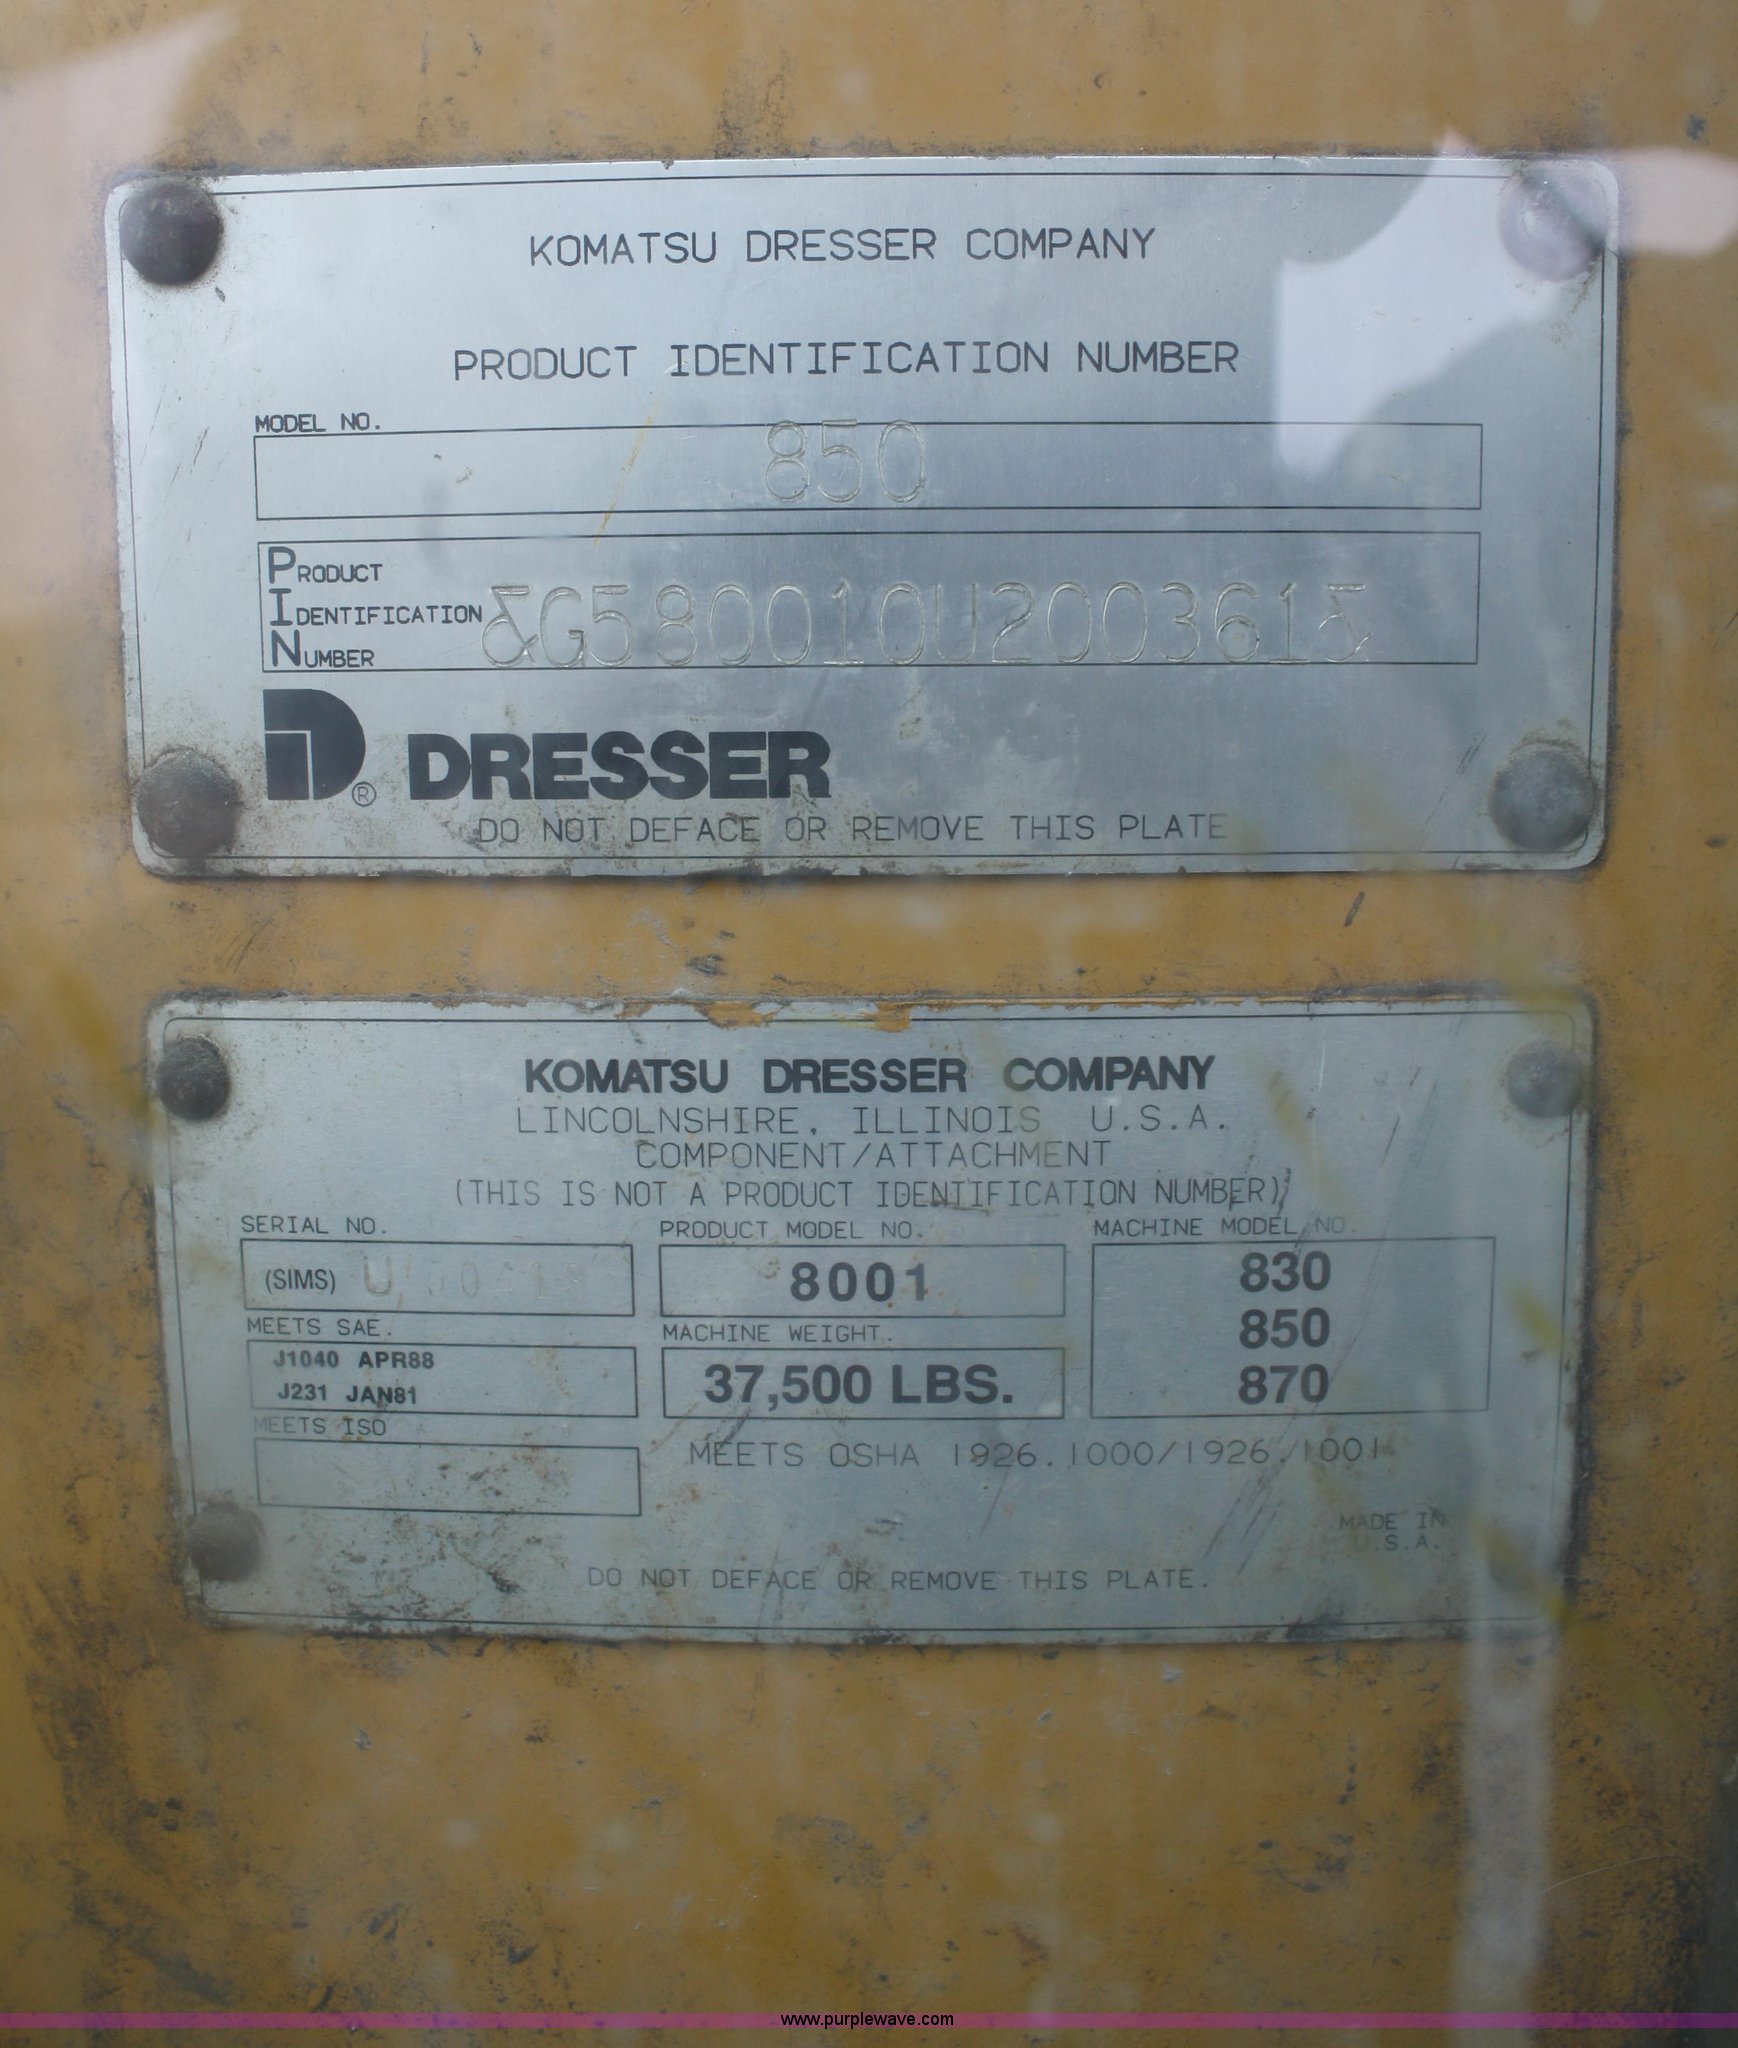 KOMATSU DRESSER COMPANY
PRODUCT IDENTIFICATION NUMBER
MODEL NO.
850
PRODUCT
IDENTIFICATION
NUMBER
G580010U200361
D® DRESSER
DO NOT DEFACE OR REMOVE THIS PLATE
KOMATSU DRESSER COMPANY
LINCOLNSHIRE, ILLINOIS U.S.A.
COMPONENT/ATTACHMENT
(THIS IS NOT A PRODUCT IDENTIFICATION NUMBER)
SERIAL NO. PRODUCT MODEL NO. MACHINE MODEL NO.
(SIMS) 8001 830
850
870
MEETS SAE. MACHINE WEIGHT.
J1040 APR88 37,500 LBS.
J231 JAN81
MEETS ISO
MEETS OSHA 1926.1000/1926.1001
MADE IN
U.S.A.
DO NOT DEFACE OR REMOVE THIS PLATE.
www.purplewave.com